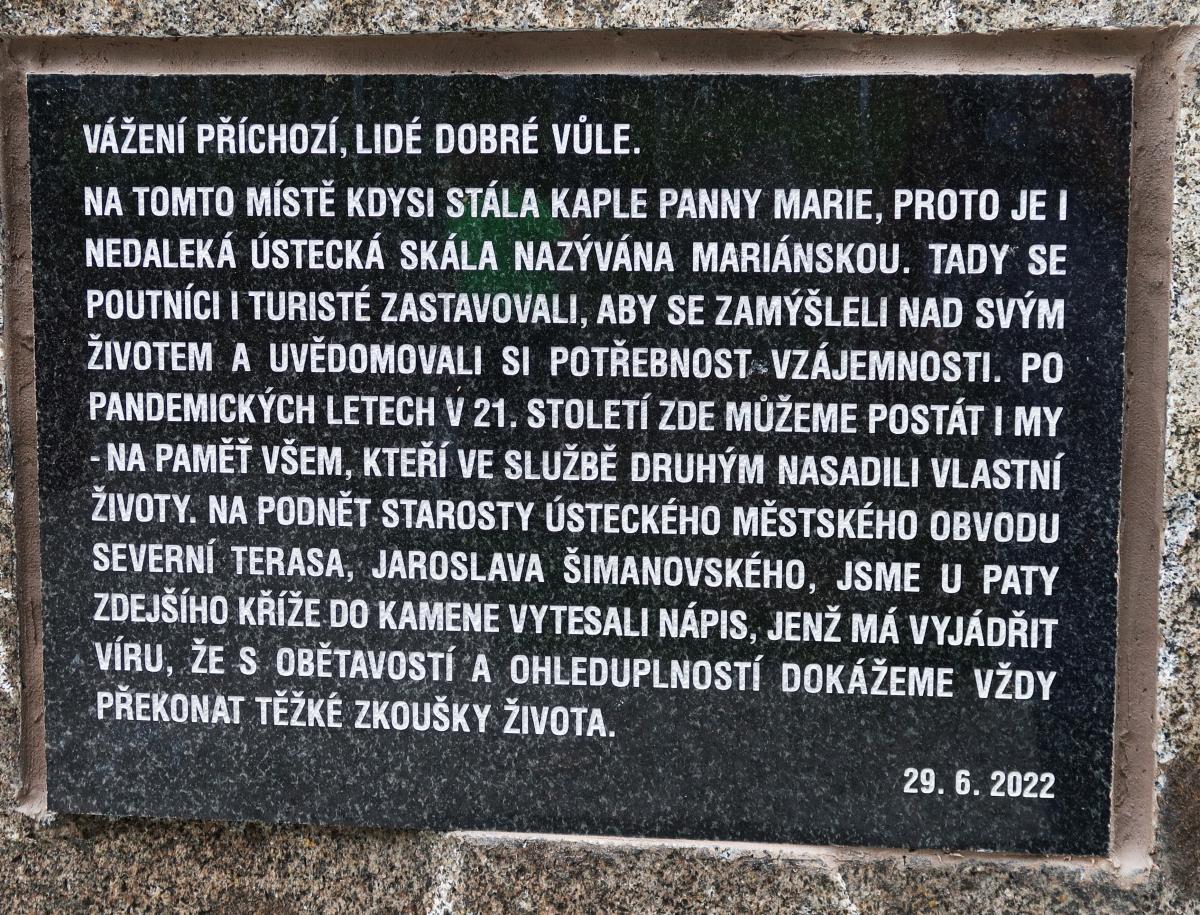 VÁŽENÍ PŘÍCHOZÍ, LIDÉ DOBRÉ VŮLE.
NA TOMTO MÍSTĚ KDYSI STÁLA KAPLE PANNY MARIE, PROTO JE I
NEDALEKÁ ÚSTECKÁ SKÁLA NAZÝVÁNA MARIÁNSKOU. TADY SE
POUTNÍCI I TURISTÉ ZASTAVOVALI, ABY SE ZAMÝŠLELI NAD SVÝM
ŽIVOTEM A UVĚDOMOVALI SI POTŘEBNOST VZÁJEMNOSTI. PO
PANDEMICKÝCH LETECH V 21. STOLETÍ ZDE MŮŽEME POSTÁT I MY
- NA PAMĚŤ VŠEM, KTEŘÍ VE SLUŽBĚ DRUHÝM NASADILI VLASTNÍ
ŽIVOTY. NA PODNĚT STAROSTY ÚSTECKÉHO MĚSTSKÉHO OBVODU
SEVERNÍ TERASA, JAROSLAVA ŠIMANOVSKÉHO, JSME U PATY
ZDEJŠÍHO KŘÍŽE DO KAMENE VYTESALI NÁPIS, JENŽ MÁ VYJÁDŘIT
VÍRU, ŽE S OBĚTAVOSTÍ A OHLEDUPLNOSTÍ DOKÁŽEME VŽDY
PŘEKONAT TĚŽKÉ ZKOUŠKY ŽIVOTA.
29. 6. 2022